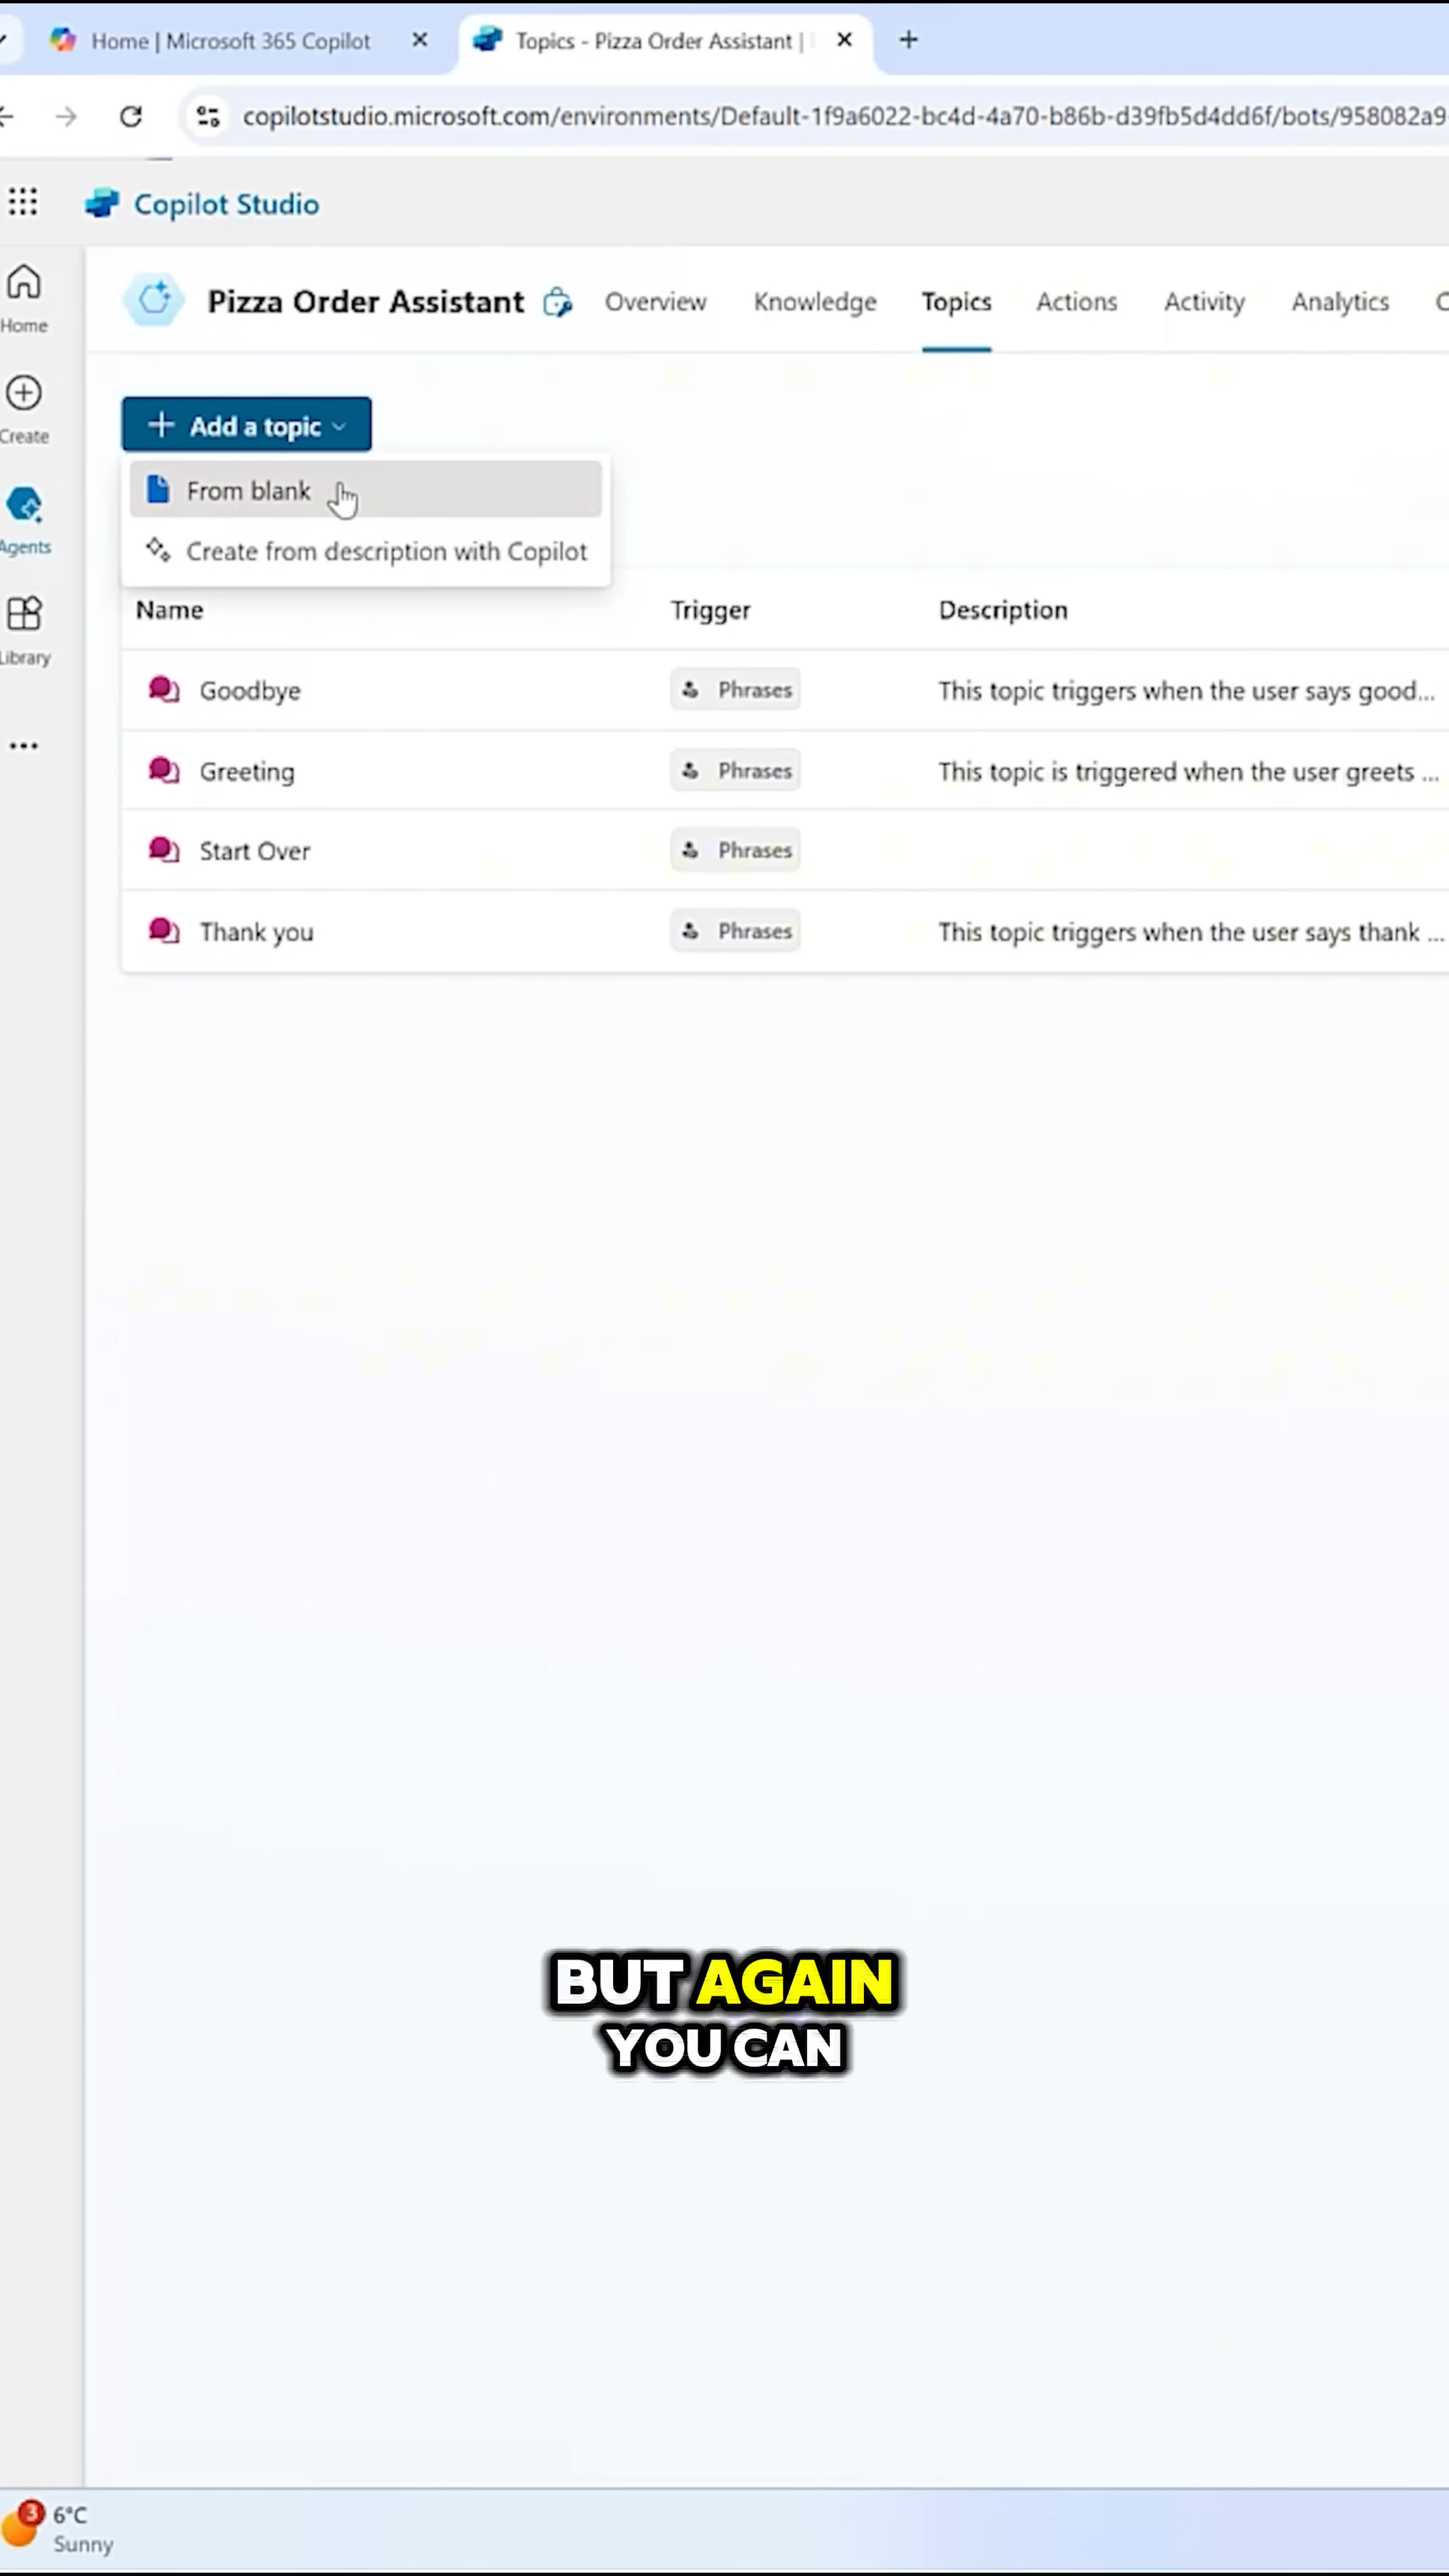 Home | Microsoft 365 Copilot
Topics - Pizza Order Assistant |
copilotstudio.microsoft.com/environments/Default-1f9a6022-bc4d-4a70-b86b-d39fb5d4dd6f/bots/958082a9
Copilot Studio
Home
Create
Agents
Library
Pizza Order Assistant
Overview
Knowledge
Topics
Actions
Activity
Analytics
Add a topic
From blank
Create from description with Copilot
Name Trigger Description
Goodbye Phrases This topic triggers when the user says good...
Greeting Phrases This topic is triggered when the user greets ...
Start Over Phrases
Thank you Phrases This topic triggers when the user says thank ...
BUT AGAIN
YOU CAN
3
6°C
Sunny